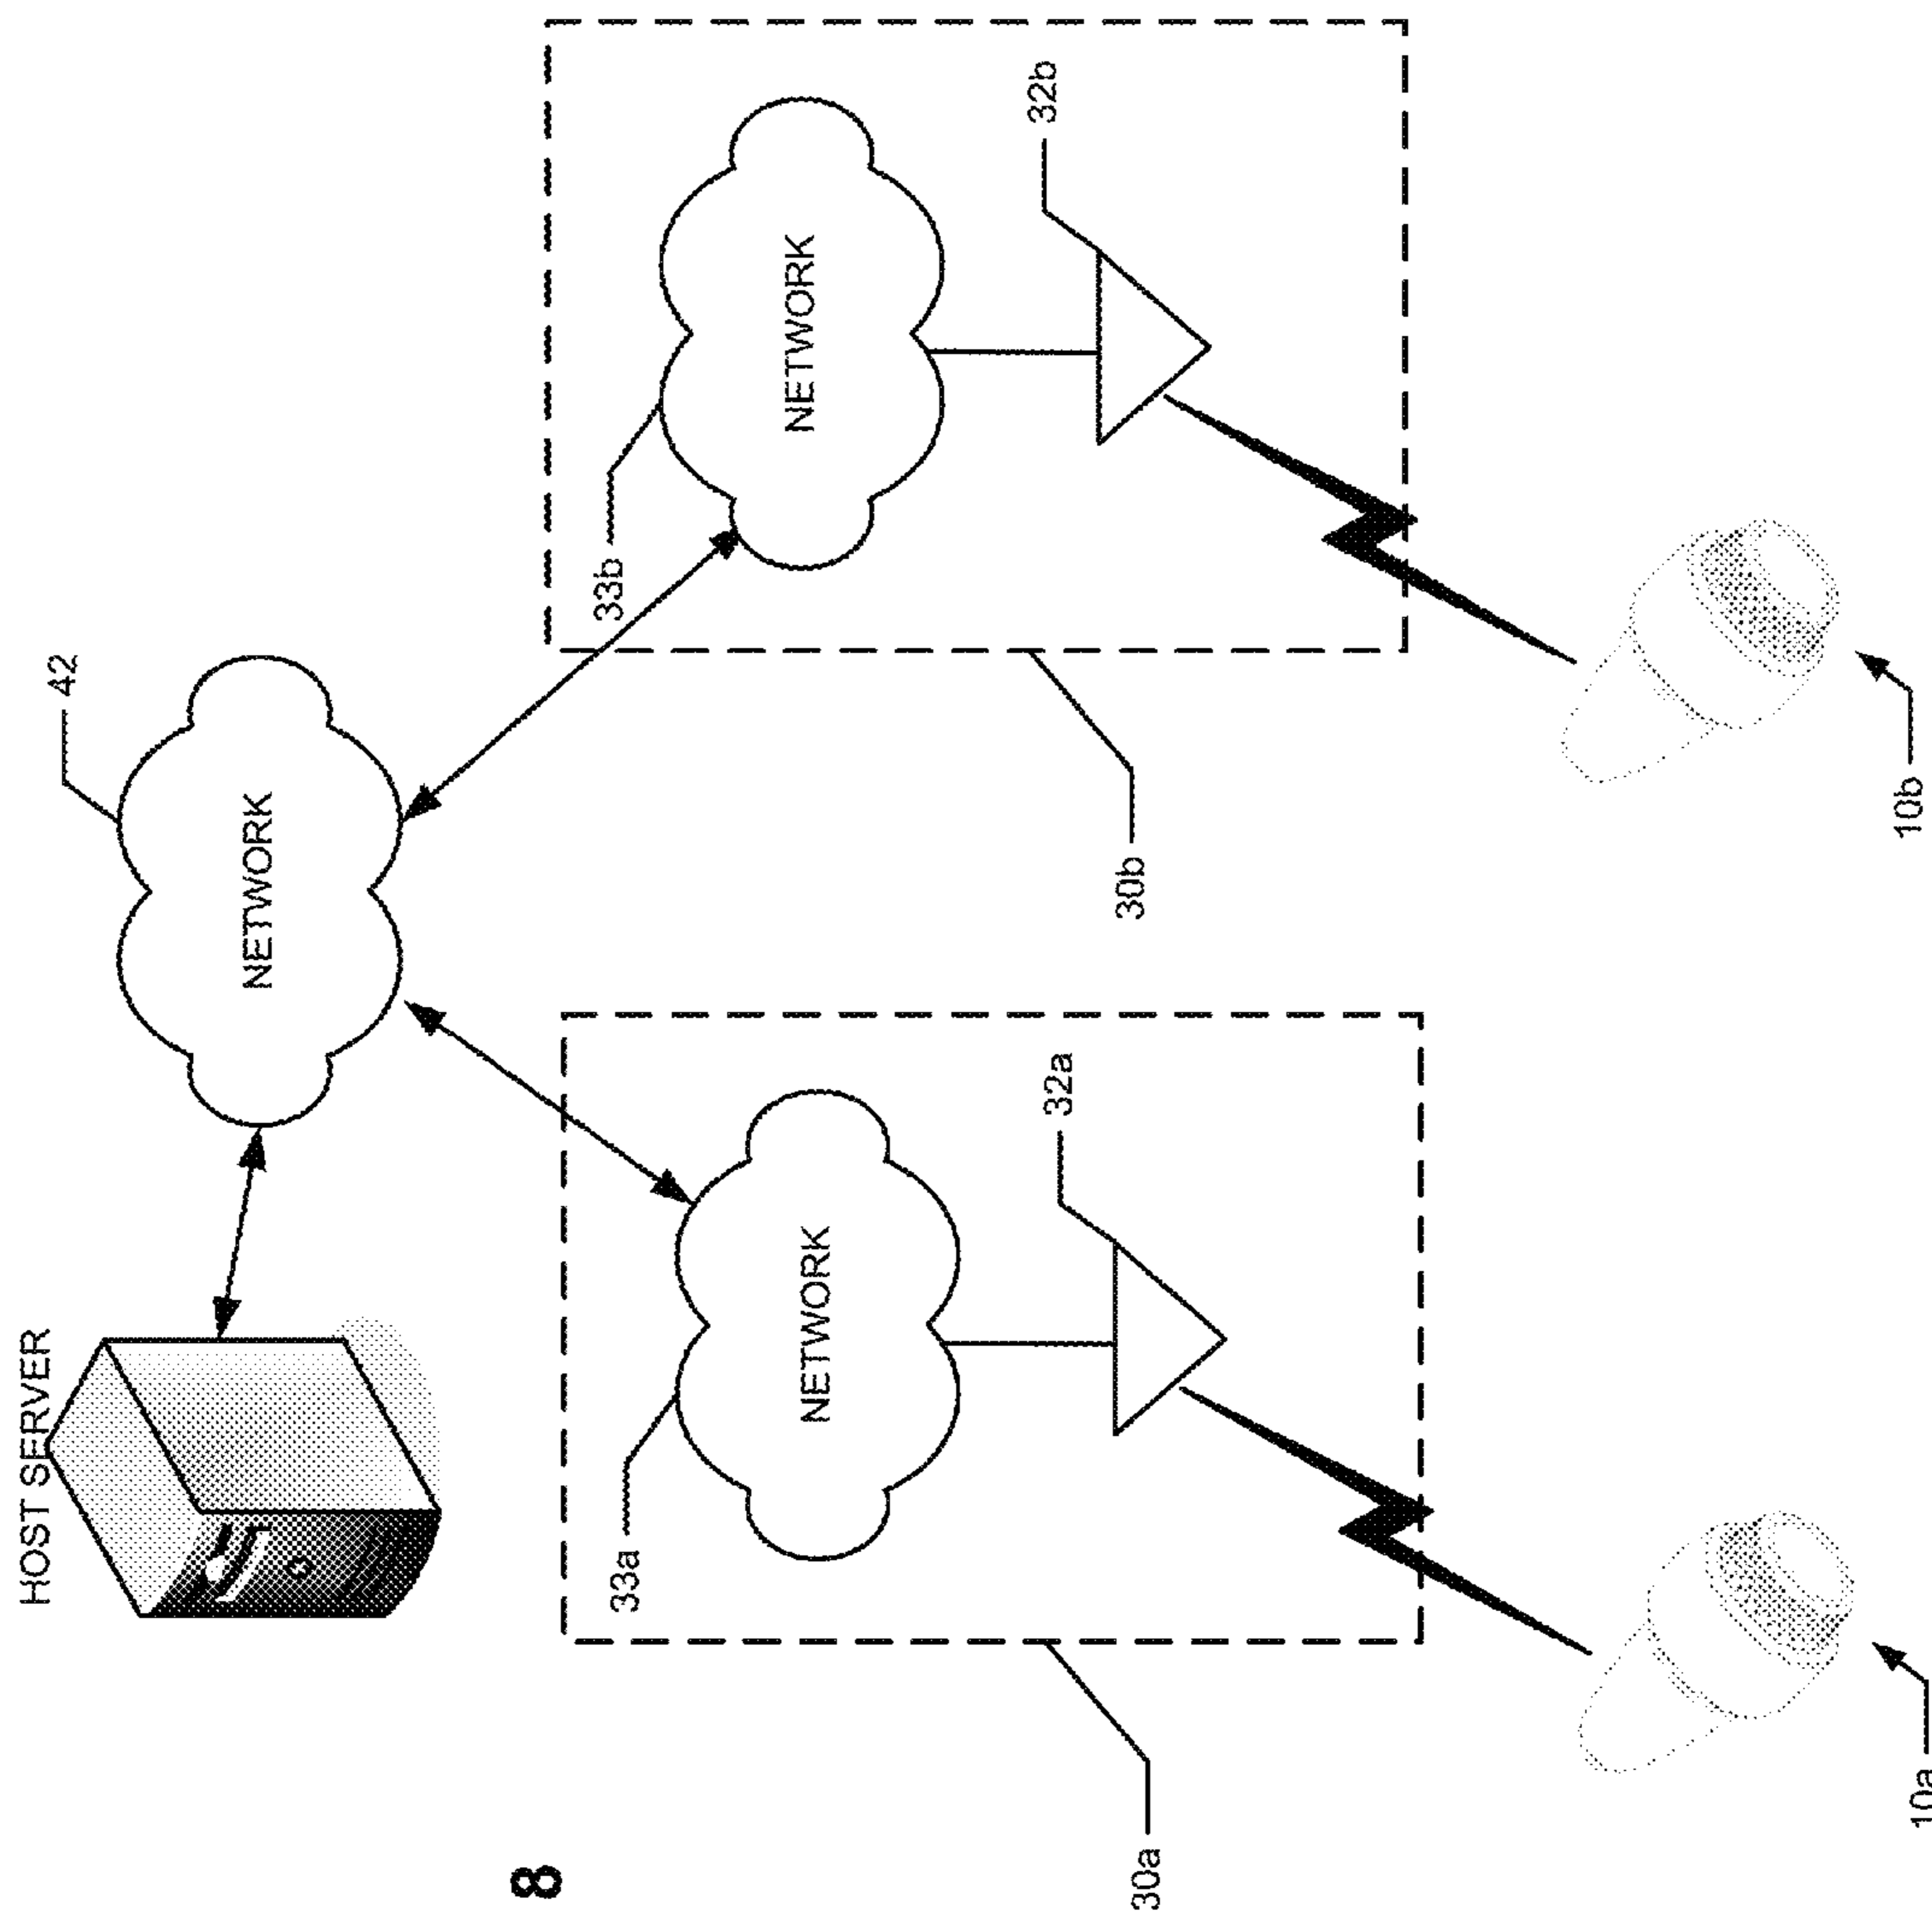 HOST SERVER
42
NETWORK
33a
NETWORK
32a
33b
NETWORK
32b
30a
30b
10a
10b
8